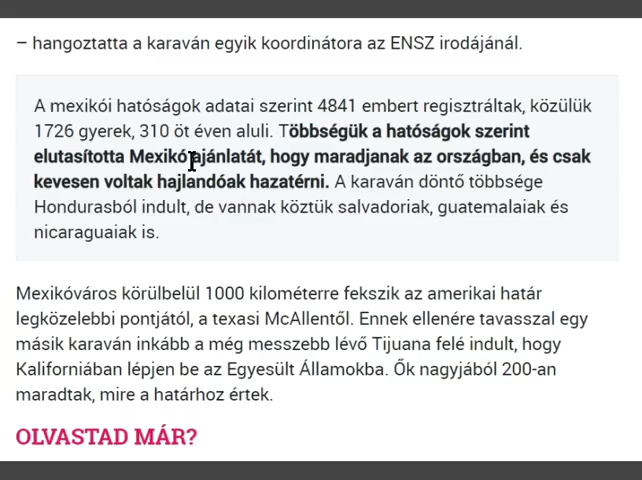 – hangoztatta a karaván egyik koordinátora az ENSZ irodájánál.
A mexikói hatóságok adatai szerint 4841 embert regisztráltak, közülük
1726 gyerek, 310 öt éven aluli. Többségük a hatóságok szerint
elutasította Mexikó ajánlatát, hogy maradjanak az országban, és csak
kevesen voltak hajlandóak hazatérni. A karaván döntő többsége
Hondurasból indult, de vannak köztük salvadoriak, guatemalaiak és
nicaraguaiak is.
Mexikóváros körülbelül 1000 kilométerre fekszik az amerikai határ
legközelebbi pontjától, a texasi McAllentől. Ennek ellenére tavasszal egy
másik karaván inkább a még messzebb lévő Tijuana felé indult, hogy
Kaliforniában lépjen be az Egyesült Államokba. Ők nagyjából 200-an
maradtak, mire a határhoz értek.
OLVASTAD MÁR?